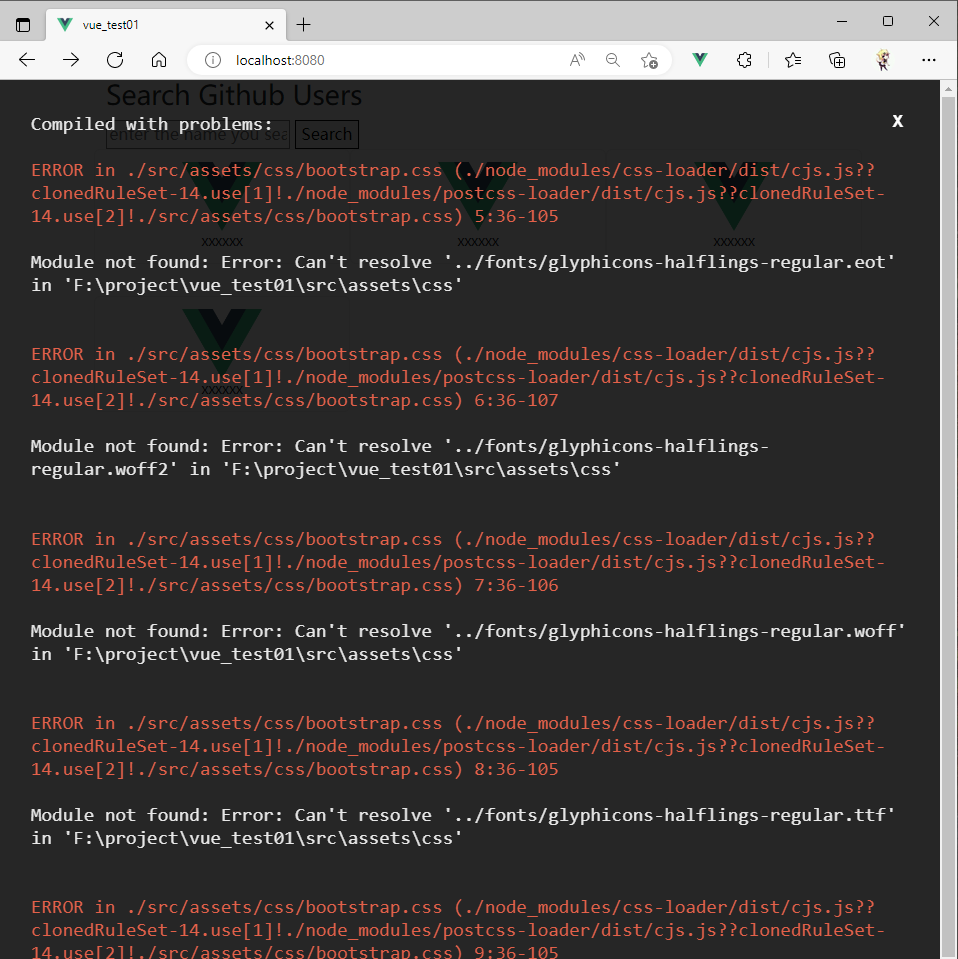 vue_test01
localhost:8080
Search Github Users
Compiled with problems:
X
enter the name you sea
Search
ERROR in ./src/assets/css/bootstrap.css (./node_modules/css-loader/dist/cjs.js??
clonedRuleSet-14.use[1]!./node_modules/postcss-loader/dist/cjs.js??clonedRuleSet-
14.use[2]!./src/assets/css/bootstrap.css) 5:36-105
xxxxxx xxxxxx xxxxxx
Module not found: Error: Can't resolve '../fonts/glyphicons-halflings-regular.eot'
in 'F:\project\vue_test01\src\assets\css'
ERROR in ./src/assets/css/bootstrap.css (./node_modules/css-loader/dist/cjs.js??
clonedRuleSet-14.use[1]!./node_modules/postcss-loader/dist/cjs.js??clonedRuleSet-
xxxxxx
14.use[2]!./src/assets/css/bootstrap.css) 6:36-107
Module not found: Error: Can't resolve '../fonts/glyphicons-halflings-
regular.woff2' in 'F:\project\vue_test01\src\assets\css'
ERROR in ./src/assets/css/bootstrap.css (./node_modules/css-loader/dist/cjs.js??
clonedRuleSet-14.use[1]!./node_modules/postcss-loader/dist/cjs.js??clonedRuleSet-
14.use[2]!./src/assets/css/bootstrap.css) 7:36-106
Module not found: Error: Can't resolve '../fonts/glyphicons-halflings-regular.woff'
in 'F:\project\vue_test01\src\assets\css'
ERROR in ./src/assets/css/bootstrap.css (./node_modules/css-loader/dist/cjs.js??
clonedRuleSet-14.use[1]!./node_modules/postcss-loader/dist/cjs.js??clonedRuleSet-
14.use[2]!./src/assets/css/bootstrap.css) 8:36-105
Module not found: Error: Can't resolve '../fonts/glyphicons-halflings-regular.ttf'
in 'F:\project\vue_test01\src\assets\css'
ERROR in ./src/assets/css/bootstrap.css (./node_modules/css-loader/dist/cjs.js??
clonedRuleSet-14.use[1]!./node_modules/postcss-loader/dist/cjs.js??clonedRuleSet-
14.use[2]!./src/assets/css/bootstrap.css) 9:36-105